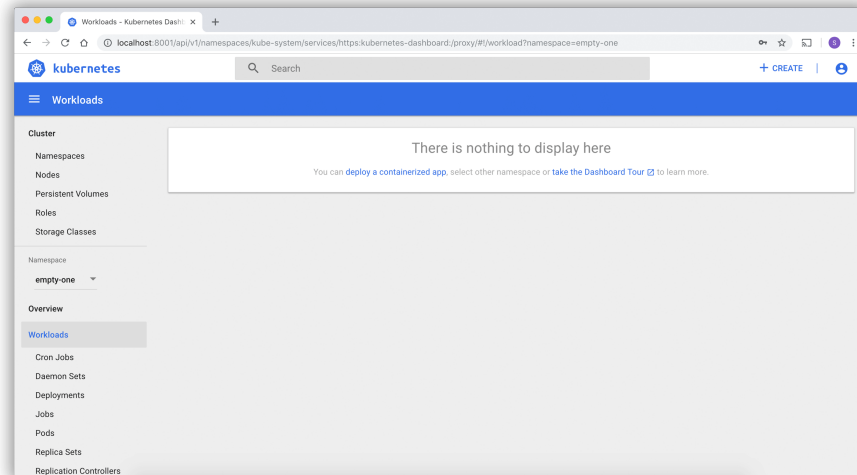 Workloads - Kubernetes Dashb
localhost:8001/api/v1/namespaces/kube-system/services/https:kubernetes-dashboard:/proxy/#!/workload?namespace=empty-one
S
kubernetes
Search
+ CREATE
Workloads
Cluster
Namespaces
Nodes
Persistent Volumes
Roles
Storage Classes
Namespace
empty-one
Overview
Workloads
Cron Jobs
Daemon Sets
Deployments
Jobs
Pods
Replica Sets
Replication Controllers
There is nothing to display here
You can deploy a containerized app, select other namespace or take the Dashboard Tour to learn more.